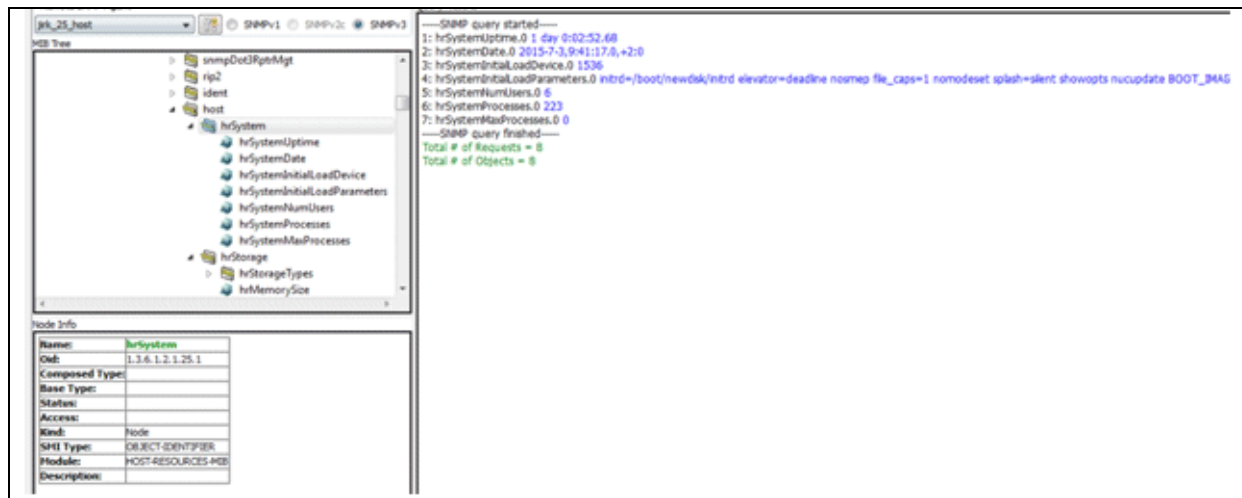 jrk_25_host
SNMPv1 SNMPv2c SNMPv3
MIB Tree
snmpDot3RptrMgt
rip2
ident
host
hrSystem
hrSystemUptime
hrSystemDate
hrSystemInitialLoadDevice
hrSystemInitialLoadParameters
hrSystemNumUsers
hrSystemProcesses
hrSystemMaxProcesses
hrStorage
hrStorageTypes
hrMemorySize
Node Info
Name: hrSystem
Oid: 1.3.6.1.2.1.25.1
Composed Type:
Base Type:
Status:
Access:
Kind: Node
SMI Type: OBJECT-IDENTIFIER
Module: HOST-RESOURCES-MIB
Description:
-----SNMP query started-----
1: hrSystemUptime.0 1 day 0:02:52.68
2: hrSystemDate.0 2015-7-3,9:41:17.0,+2:0
3: hrSystemInitialLoadDevice.0 1536
4: hrSystemInitialLoadParameters.0 initrd=/boot/newdisk/initrd elevator=deadline nosmep file_caps=1 nomodeset splash=silent showopts nucupdate BOOT_IMAG
5: hrSystemNumUsers.0 6
6: hrSystemProcesses.0 223
7: hrSystemMaxProcesses.0 0
-----SNMP query finished-----
Total # of Requests = 8
Total # of Objects = 8